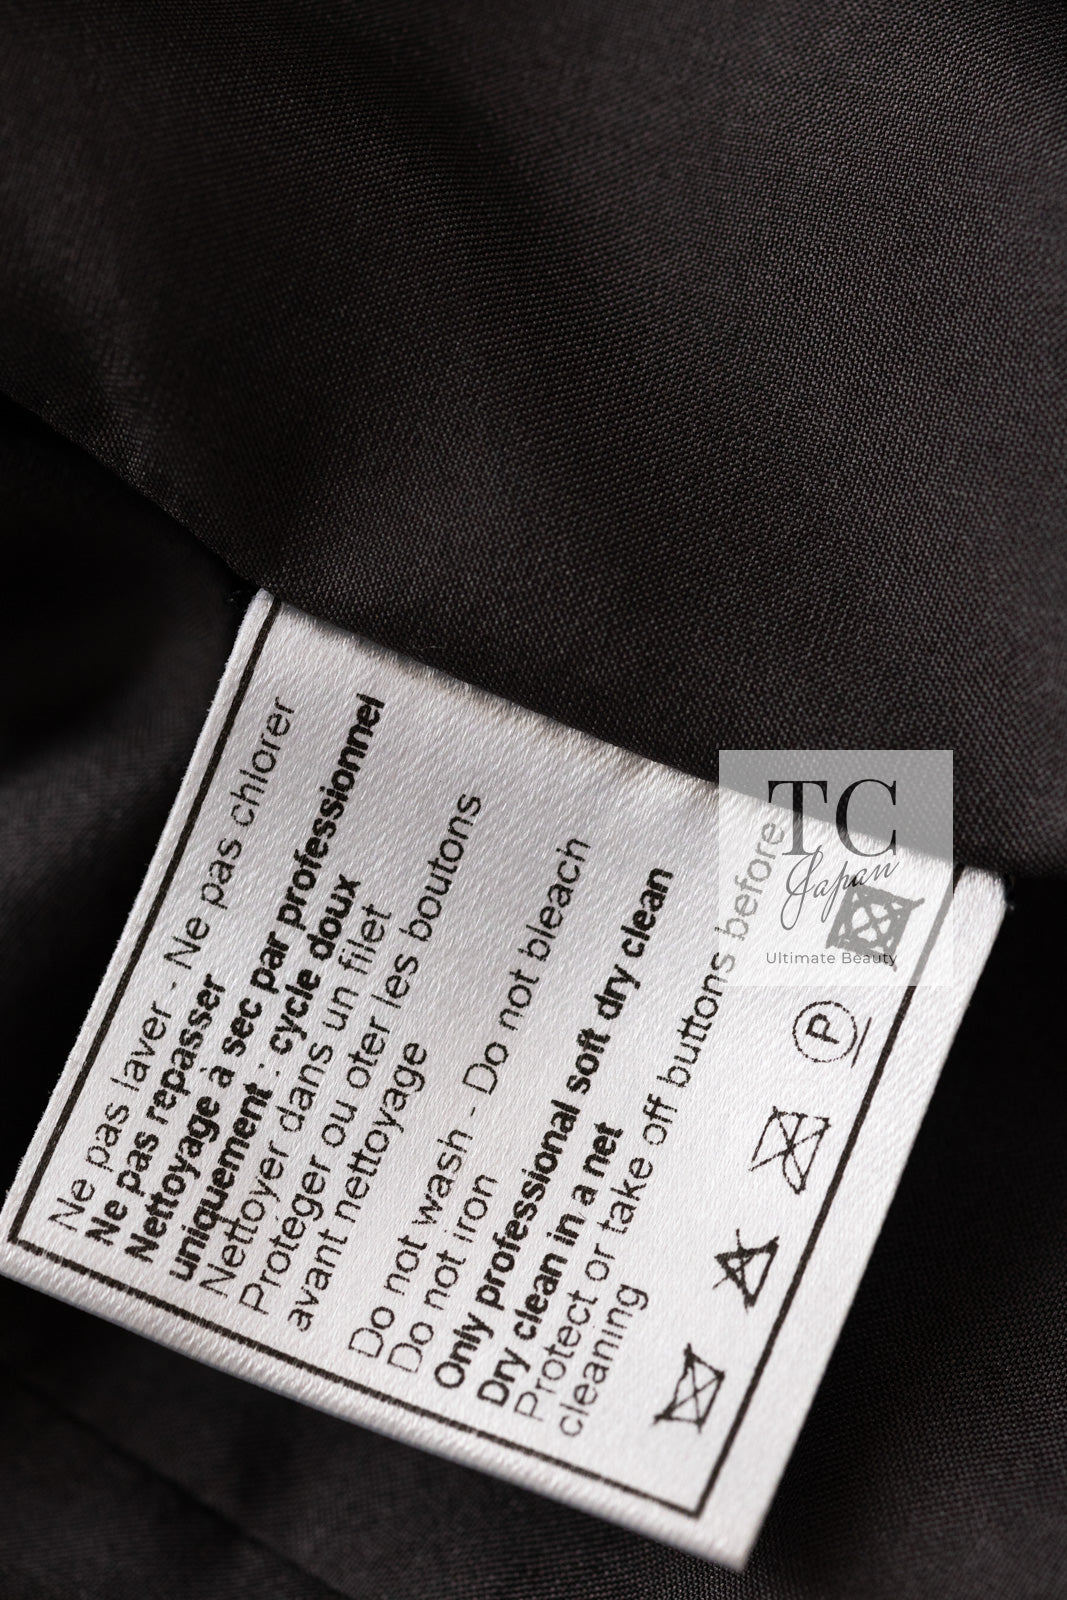 Ne pas laver - Ne pas chlorer
Ne pas repasser
Nettoyage à sec par professionnel
uniquement : cycle doux
Nettoyer dans un filet
Protéger ou oter les boutons
avant nettoyage
Do not wash - Do not bleach
Do not iron
Only professional soft dry clean
Dry clean in a net
Protect or take off buttons before
cleaning
P
TC
Japan
Ultimate Beauty